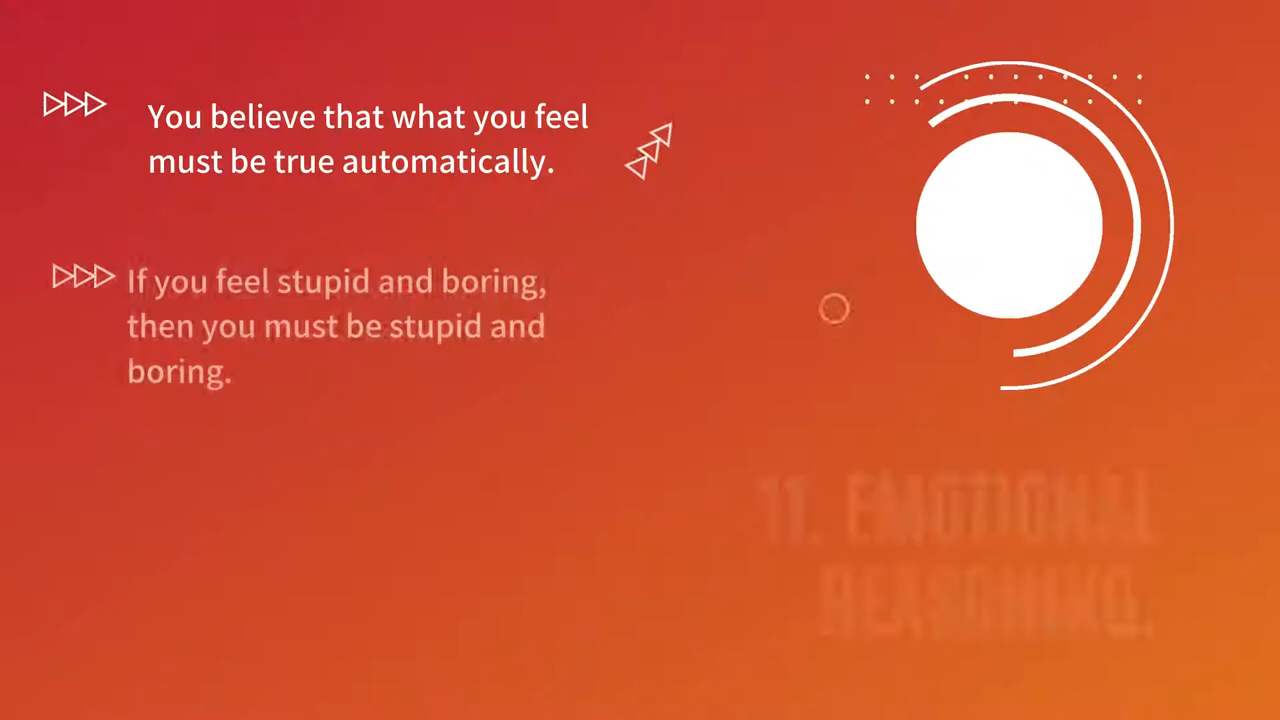 You believe that what you feel
must be true automatically.
If you feel stupid and boring,
then you must be stupid and
boring.
11. EMOTIONAL
REASONING.